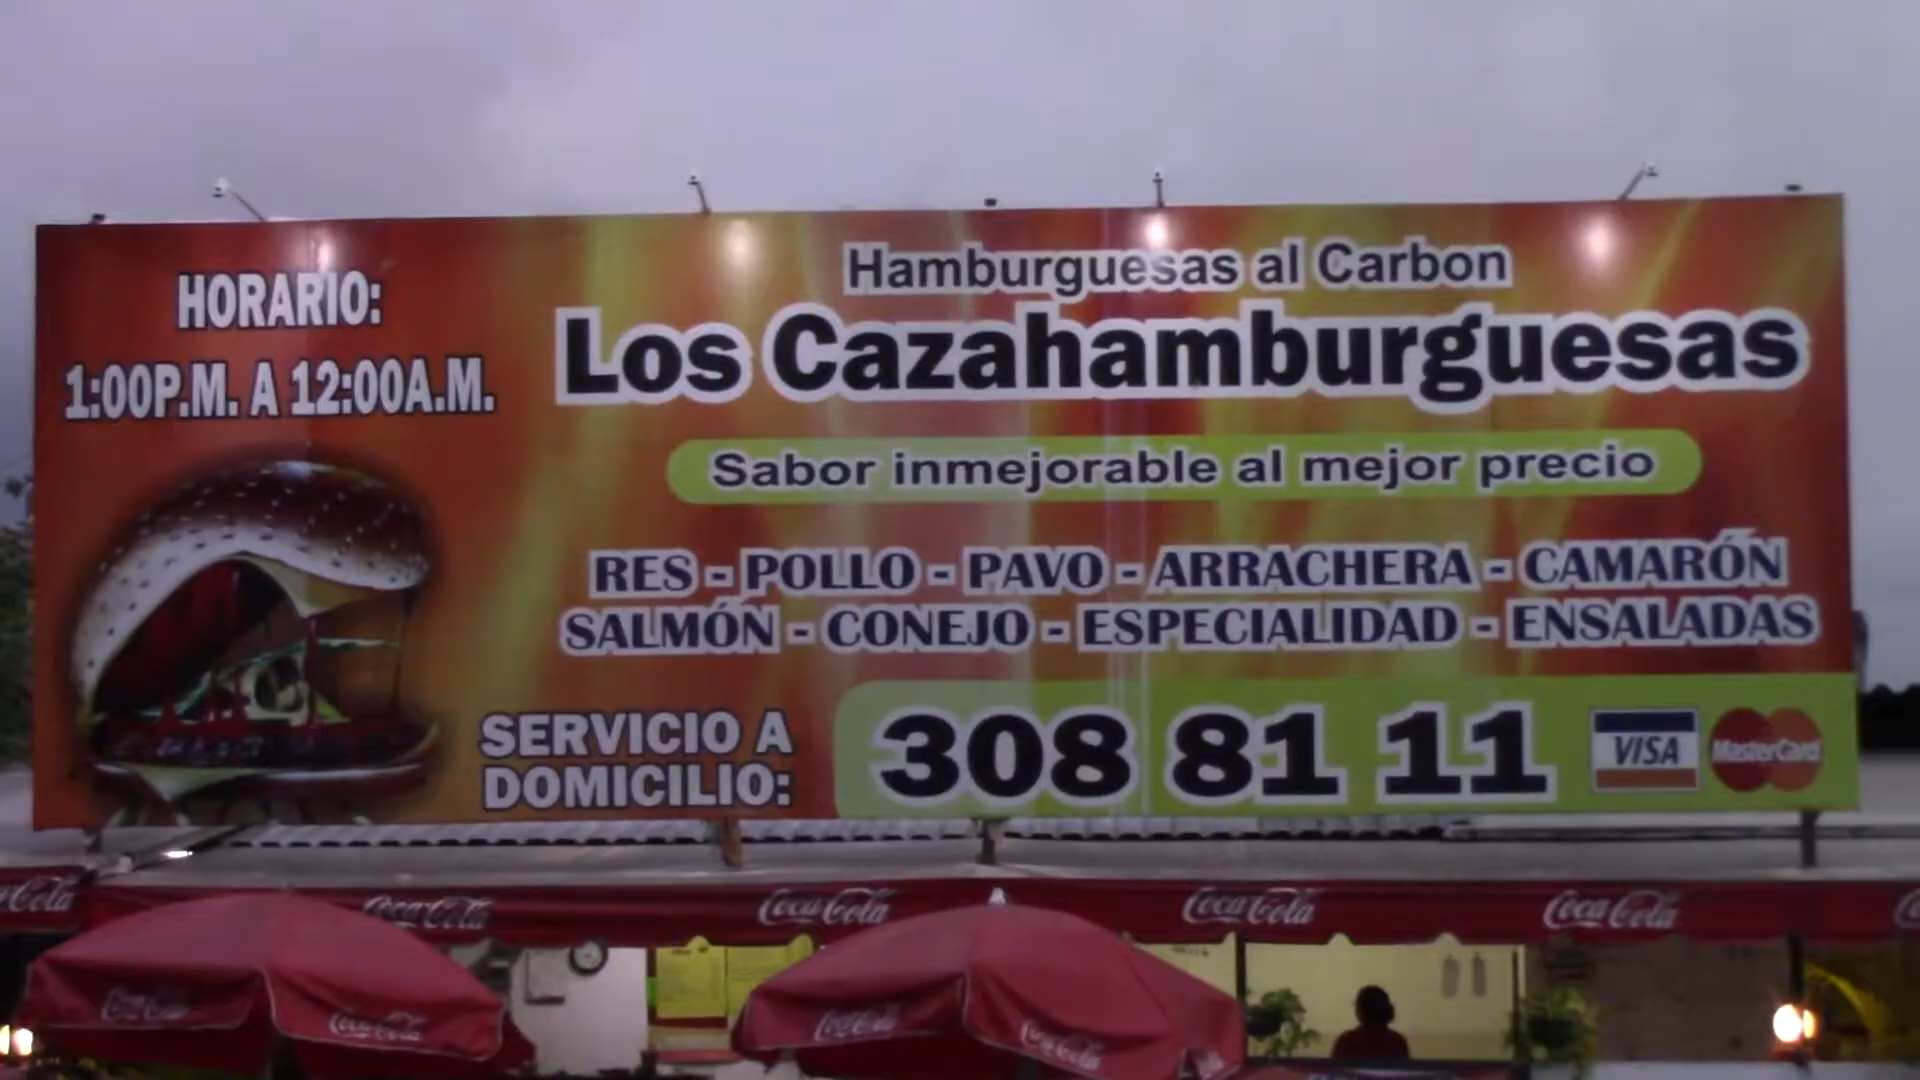 HORARIO:
1:00P.M. A 12:00A.M.
Hamburguesas al Carbon
Los Cazahamburguesas
Sabor inmejorable al mejor precio
RES - POLLO - PAVO - ARRACHERA - CAMARÓN
SALMÓN - CONEJO - ESPECIALIDAD - ENSALADAS
SERVICIO A
DOMICILIO:
308 81 11
VISA
MasterCard
Coca-Cola
Coca-Cola
Coca-Cola
Coca-Cola
Coca-Cola
Coca-Cola
Coca-Cola
Coca-Cola
Coca-Cola